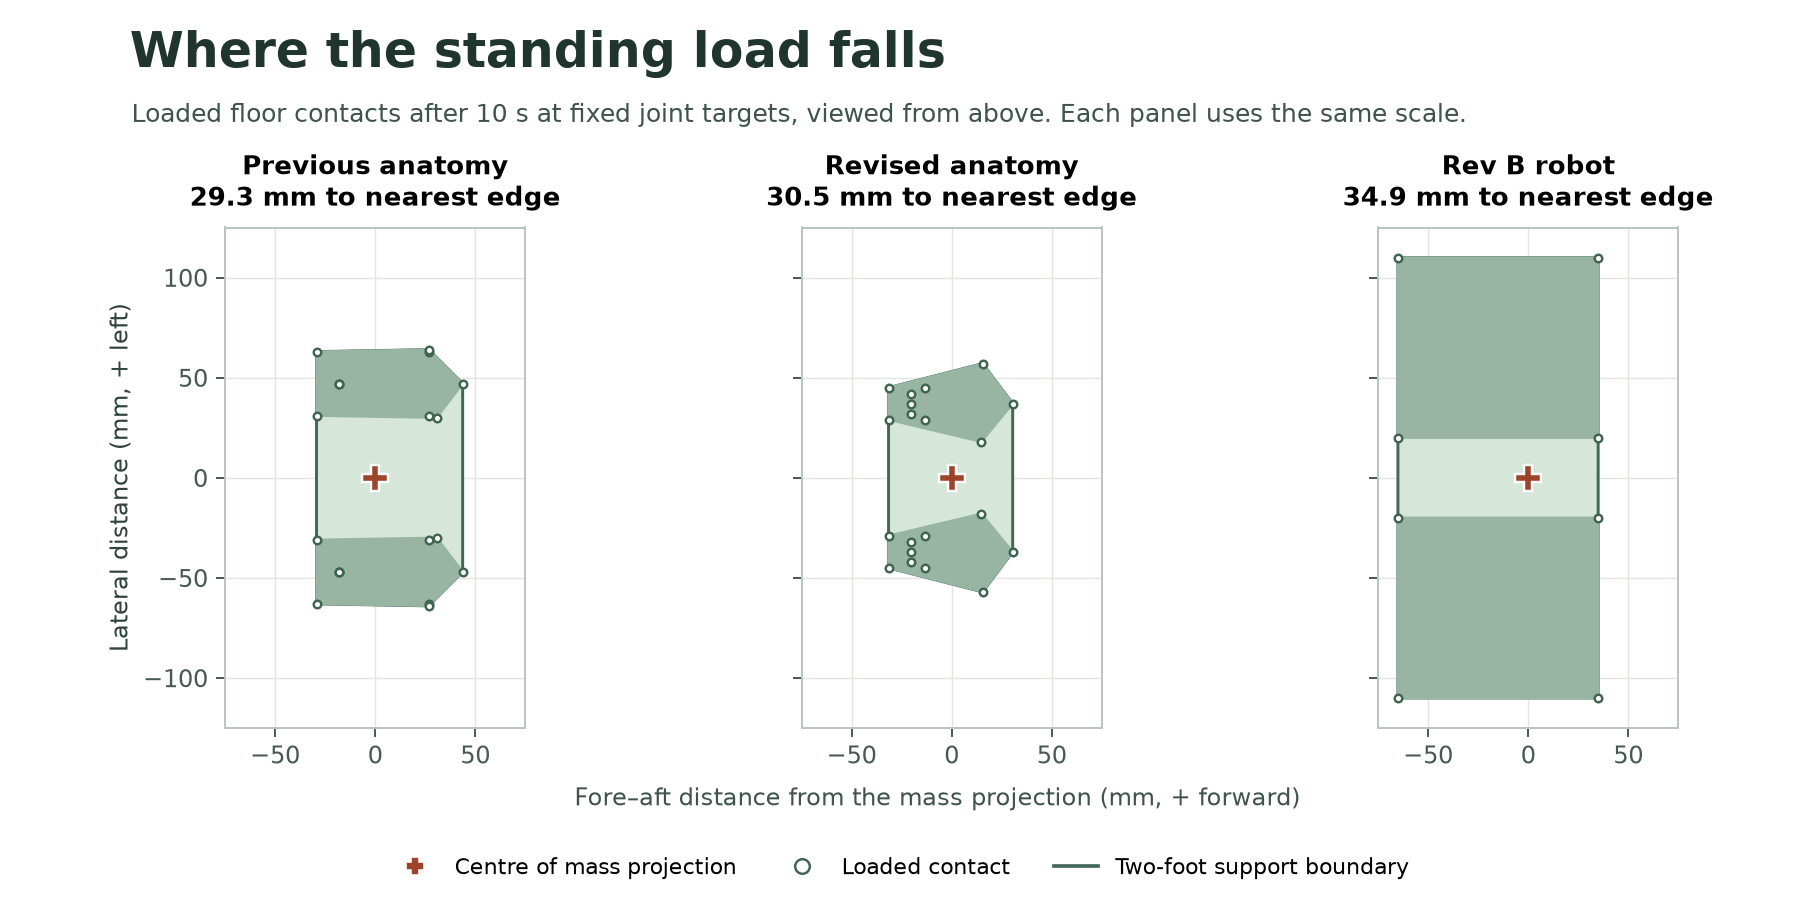 Where the standing load falls
Loaded floor contacts after 10 s at fixed joint targets, viewed from above. Each panel uses the same scale.
Previous anatomy
29.3 mm to nearest edge
Revised anatomy
30.5 mm to nearest edge
Rev B robot
34.9 mm to nearest edge
Lateral distance (mm, + left)
100
50
0
−50
−100
−50 0 50
−50 0 50
−50 0 50
Fore–aft distance from the mass projection (mm, + forward)
Centre of mass projection
Loaded contact
Two-foot support boundary